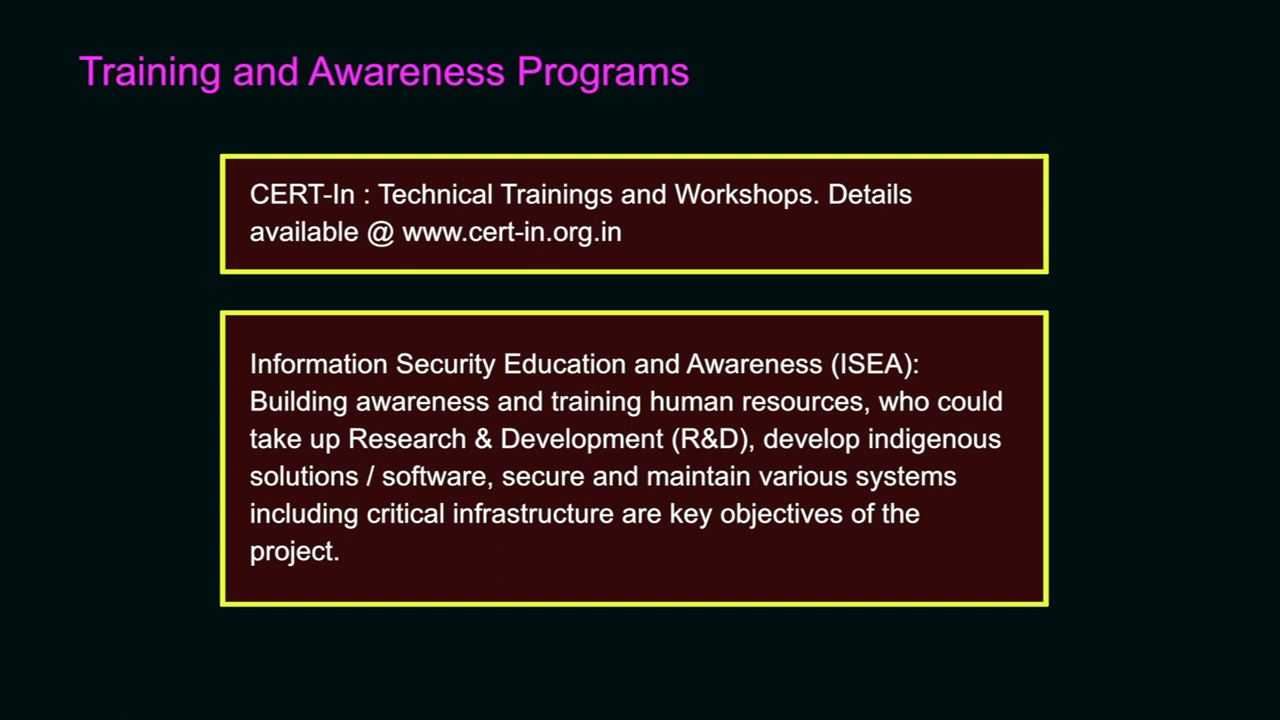 Training and Awareness Programs
CERT-In : Technical Trainings and Workshops. Details
available @ www.cert-in.org.in
Information Security Education and Awareness (ISEA):
Building awareness and training human resources, who could
take up Research & Development (R&D), develop indigenous
solutions / software, secure and maintain various systems
including critical infrastructure are key objectives of the
project.